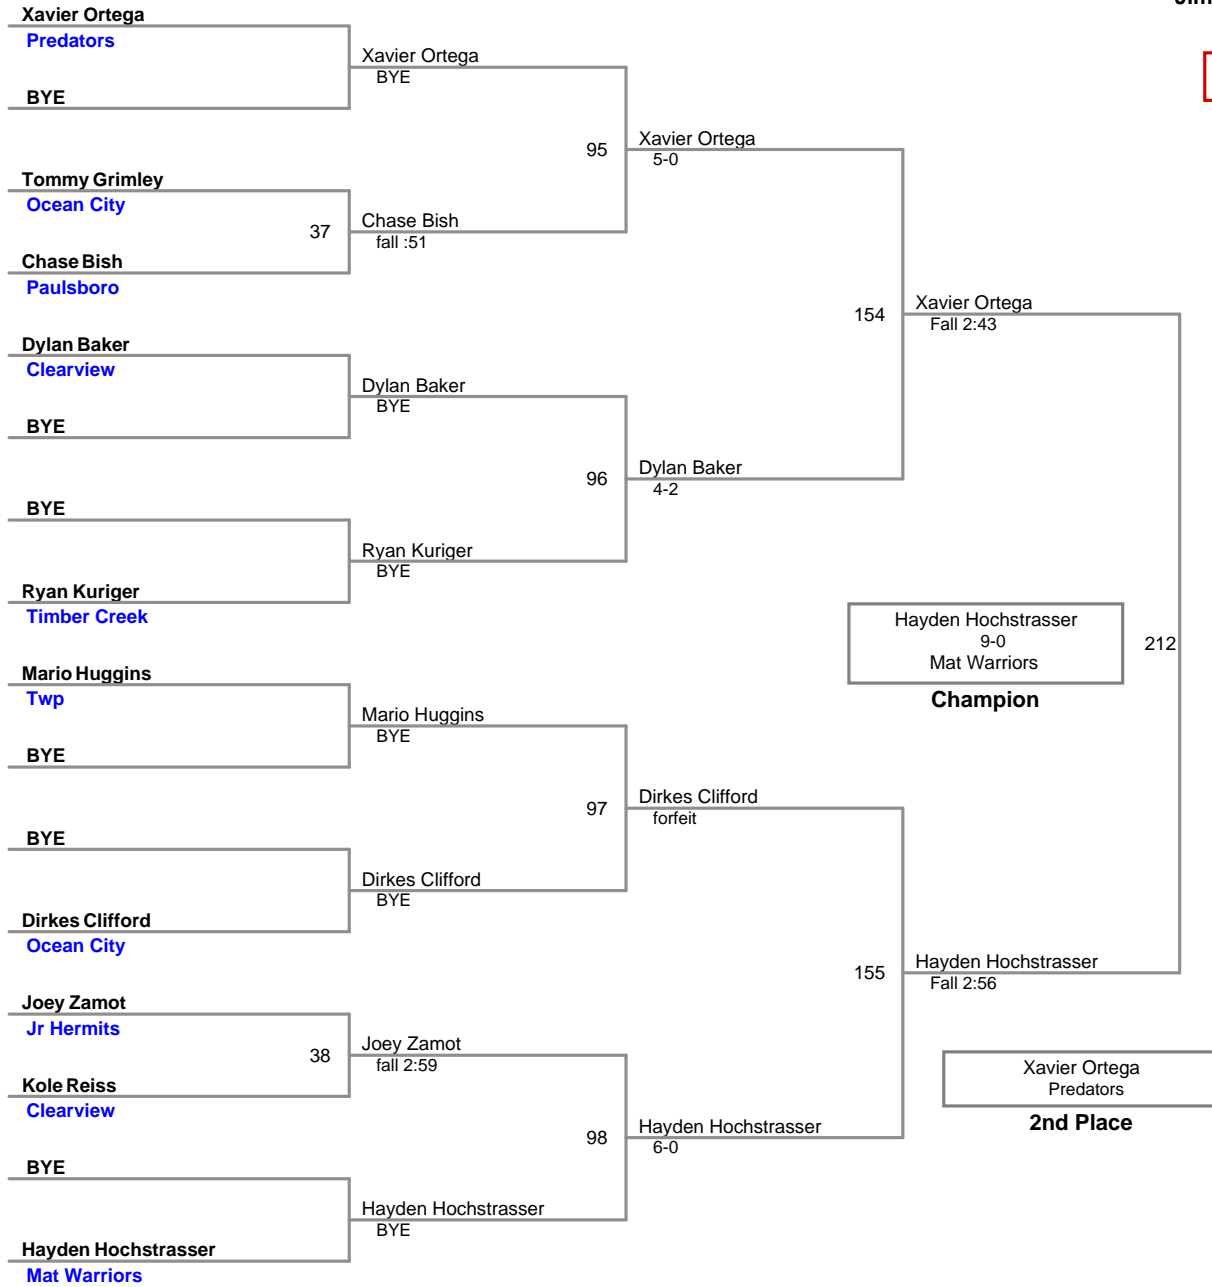 Xavier Ortega
Predators
BYE
Tommy Grimley
Ocean City
37
Chase Bish
Paulsboro
Dylan Baker
Clearview
BYE
BYE
Ryan Kuriger
Timber Creek
Mario Huggins
Twp
BYE
BYE
Dirkes Clifford
Ocean City
Joey Zamot
Jr Hermits
38
Kole Reiss
Clearview
BYE
Hayden Hochstrasser
Mat Warriors
Xavier Ortega
BYE
95
Chase Bish
fall :51
Dylan Baker
BYE
96
Ryan Kuriger
BYE
Mario Huggins
BYE
97
Dirkes Clifford
BYE
Joey Zamot
fall 2:59
98
Hayden Hochstrasser
BYE
Xavier Ortega
5-0
154
Dylan Baker
4-2
Dirkes Clifford
forfeit
155
Hayden Hochstrasser
6-0
Xavier Ortega
Fall 2:43
Hayden Hochstrasser
9-0
Mat Warriors
212
Champion
Hayden Hochstrasser
Fall 2:56
Xavier Ortega
Predators
2nd Place